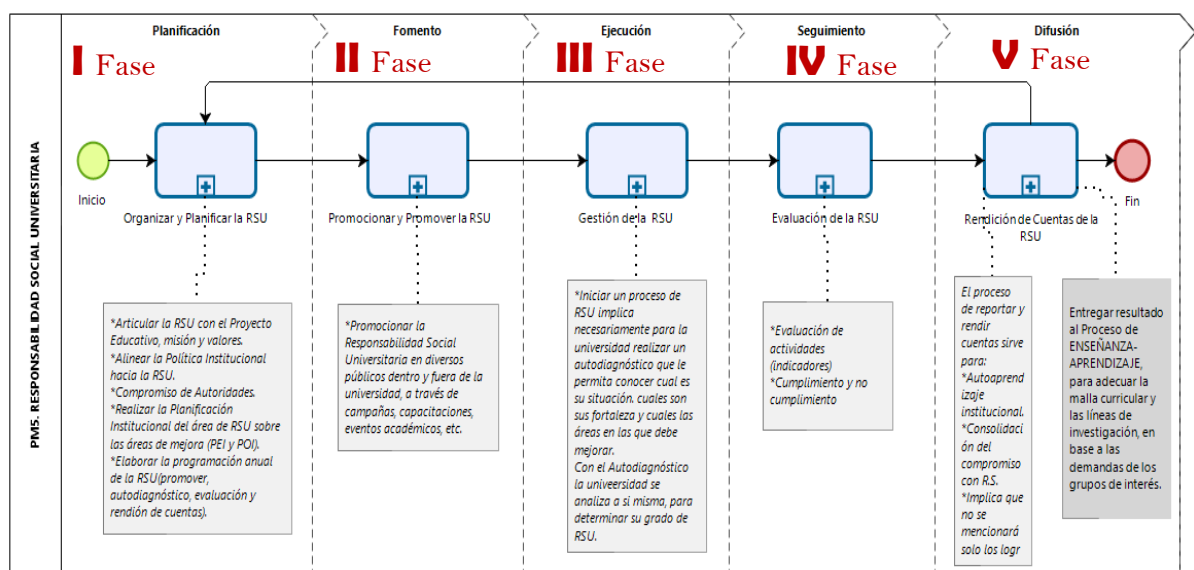 PM5. RESPONSABILIDAD SOCIAL UNIVERSITARIA
Planificación
Fomento
Ejecución
Seguimiento
Difusión
I Fase
II Fase
III Fase
IV Fase
V Fase
Inicio
Organizar y Planificar la RSU
Promocionar y Promover la RSU
Gestión de la RSU
Evaluación de la RSU
Rendición de Cuentas de la
RSU
Fin
*Articular la RSU con el Proyecto
Educativo, misión y valores.
*Alinear la Política Institucional
hacia la RSU.
*Compromiso de Autoridades.
*Realizar la Planificación
Institucional del área de RSU sobre
las áreas de mejora (PEI y POI).
*Elaborar la programación anual
de la RSU(promover,
autodiagnóstico, evaluación y
rendión de cuentas).
*Promocionar la
Responsabilidad Social
Universitaria en diversos
públicos dentro y fuera de la
universidad, a través de
campañas, capacitaciones,
eventos académicos, etc.
*Iniciar un proceso de
RSU implica
necesariamente para la
universidad realizar un
autodiagnóstico que le
permita conocer cual es
su situación. cuales son
sus fortaleza y cuales las
áreas en las que debe
mejorar.
Con el Autodiagnóstico
la univeersidad se
analiza a si misma, para
determinar su grado de
RSU.
*Evaluación de
actividades
(indicadores)
*Cumplimiento y no
cumplimiento
El proceso
de reportar y
rendir
cuentas sirve
para:
*Autoaprend
izaje
institucional.
*Consolidac
ión del
compromiso
con R.S.
*Implica que
no se
mencionará
solo los logr
Entregar resultado
al Proceso de
ENSEÑANZA-
APRENDIZAJE,
para adecuar la
malla curricular y
las líneas de
investigación, en
base a las
demandas de los
grupos de interés.